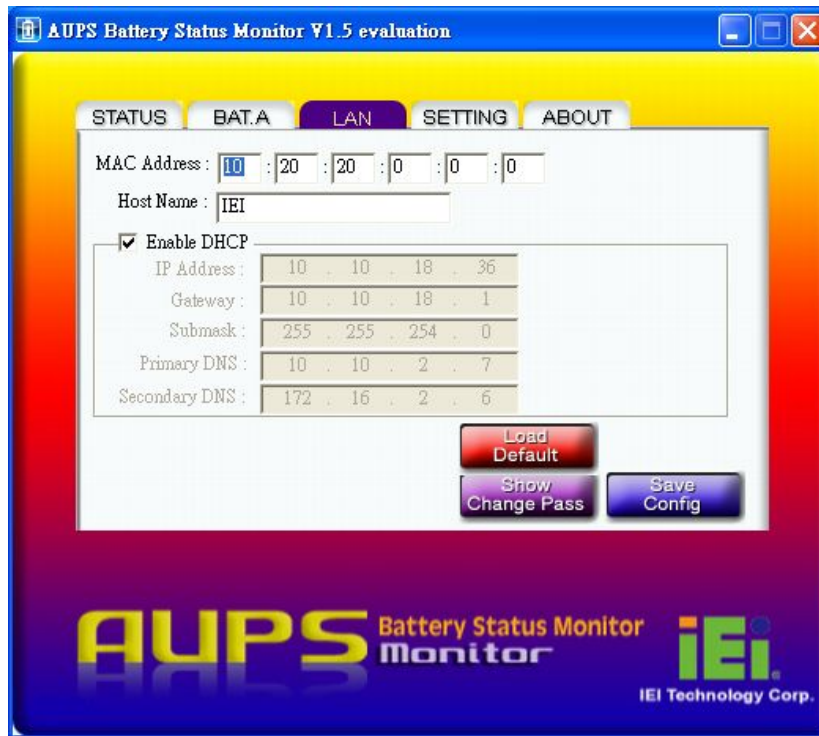 AUPS Battery Status Monitor V1.5 evaluation
STATUS BAT.A LAN SETTING ABOUT
MAC Address : 10 : 20 : 20 : 0 : 0 : 0
Host Name : IEI
Enable DHCP
IP Address : 10 . 10 . 18 . 36
Gateway : 10 . 10 . 18 . 1
Submask : 255 . 255 . 254 . 0
Primary DNS : 10 . 10 . 2 . 7
Secondary DNS : 172 . 16 . 2 . 6
Load
Default
Show
Change Pass
Save
Config
AUPS
Battery Status Monitor
Monitor
iEi
IEI Technology Corp.